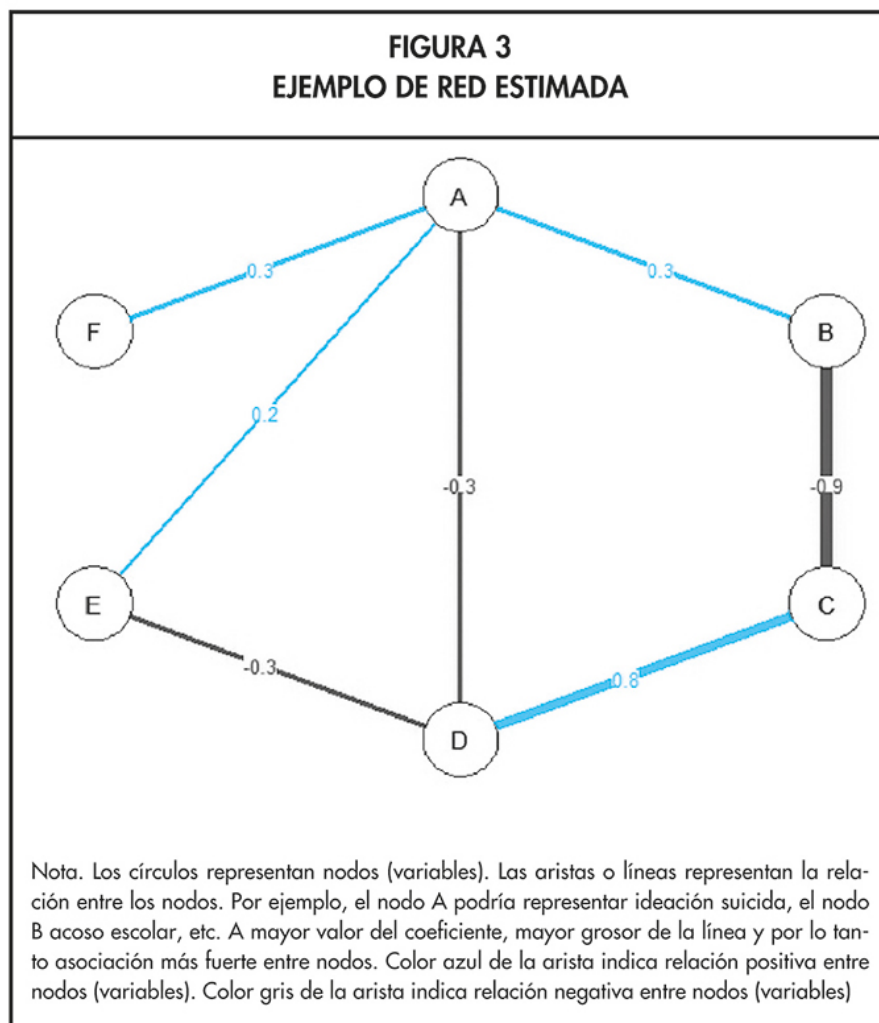 FIGURA 3
EJEMPLO DE RED ESTIMADA
A
0.3
0.3
F
B
0.2
-0.3
-0.9
E
C
-0.3
0.8
D
Nota. Los círculos representan nodos (variables). Las aristas o líneas representan la rela-
ción entre los nodos. Por ejemplo, el nodo A podría representar ideación suicida, el nodo
B acoso escolar, etc. A mayor valor del coeficiente, mayor grosor de la línea y por lo tan-
to asociación más fuerte entre nodos. Color azul de la arista indica relación positiva entre
nodos (variables). Color gris de la arista indica relación negativa entre nodos (variables)